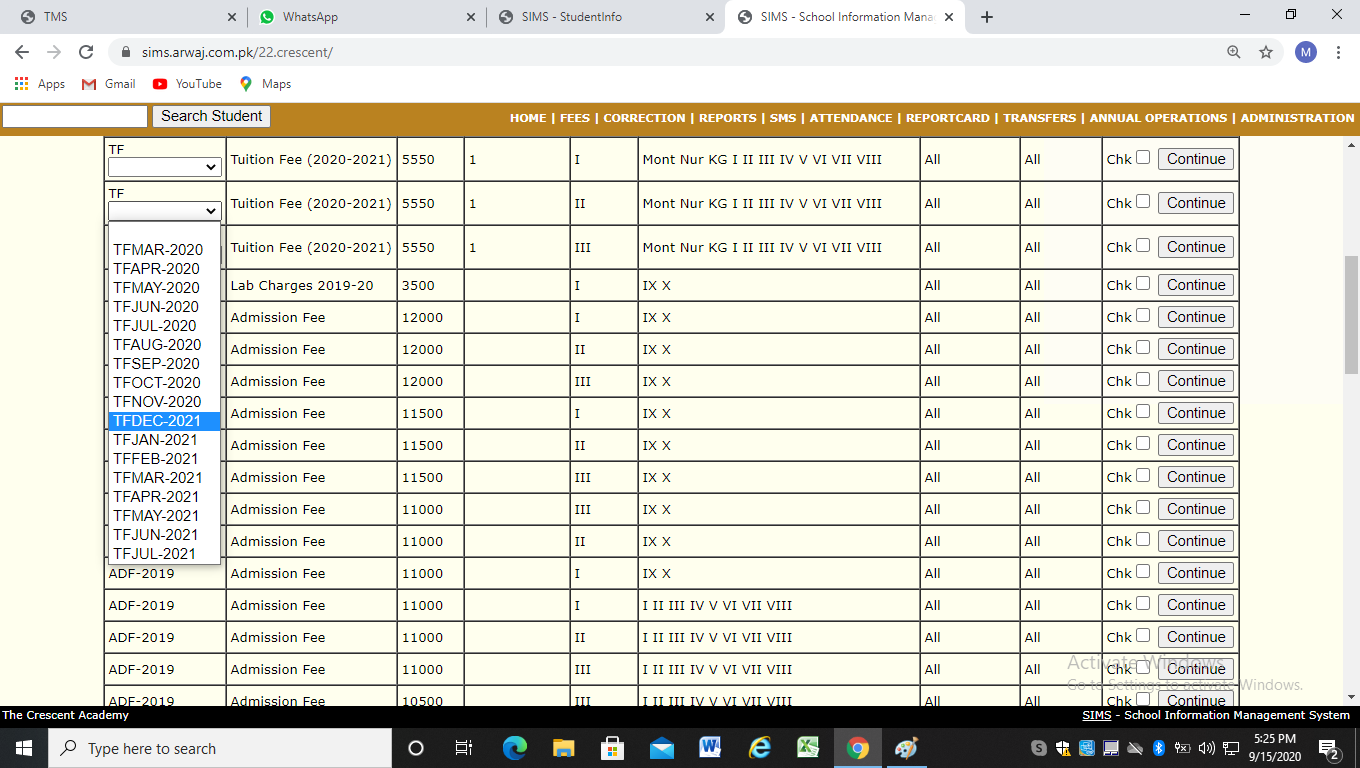 TMS
WhatsApp
SIMS - StudentInfo
SIMS - School Information Mana
sims.arwaj.com.pk/22.crescent/
M
Apps
Gmail
YouTube
Maps
Search Student
HOME | FEES | CORRECTION | REPORTS | SMS | ATTENDANCE | REPORTCARD | TRANSFERS | ANNUAL OPERATIONS | ADMINISTRATION
TF
Tuition Fee (2020-2021) 5550 1 I Mont Nur KG I II III IV V VI VII VIII All All Chk Continue
TF
Tuition Fee (2020-2021) 5550 1 II Mont Nur KG I II III IV V VI VII VIII All All Chk Continue
Tuition Fee (2020-2021) 5550 1 III Mont Nur KG I II III IV V VI VII VIII All All Chk Continue
Lab Charges 2019-20 3500 I IX X All All Chk Continue
Admission Fee 12000 I IX X All All Chk Continue
Admission Fee 12000 II IX X All All Chk Continue
Admission Fee 12000 III IX X All All Chk Continue
Admission Fee 11500 I IX X All All Chk Continue
Admission Fee 11500 II IX X All All Chk Continue
Admission Fee 11500 III IX X All All Chk Continue
Admission Fee 11000 III IX X All All Chk Continue
Admission Fee 11000 II IX X All All Chk Continue
TFMAR-2020
TFAPR-2020
TFMAY-2020
TFJUN-2020
TFJUL-2020
TFAUG-2020
TFSEP-2020
TFOCT-2020
TFNOV-2020
TFDEC-2021
TFJAN-2021
TFFEB-2021
TFMAR-2021
TFAPR-2021
TFMAY-2021
TFJUN-2021
TFJUL-2021
ADF-2019 Admission Fee 11000 I IX X All All Chk Continue
ADF-2019 Admission Fee 11000 I I II III IV V VI VII VIII All All Chk Continue
ADF-2019 Admission Fee 11000 II I II III IV V VI VII VIII All All Chk Continue
ADF-2019 Admission Fee 11000 III I II III IV V VI VII VIII All All Chk Continue
ADF-2019 Admission Fee 10500 III I II III IV V VI VII VIII All All Chk Continue
Activate Windows
Go to Settings to activate Windows.
The Crescent Academy
SIMS - School Information Management System
Type here to search
5:25 PM
9/15/2020
2